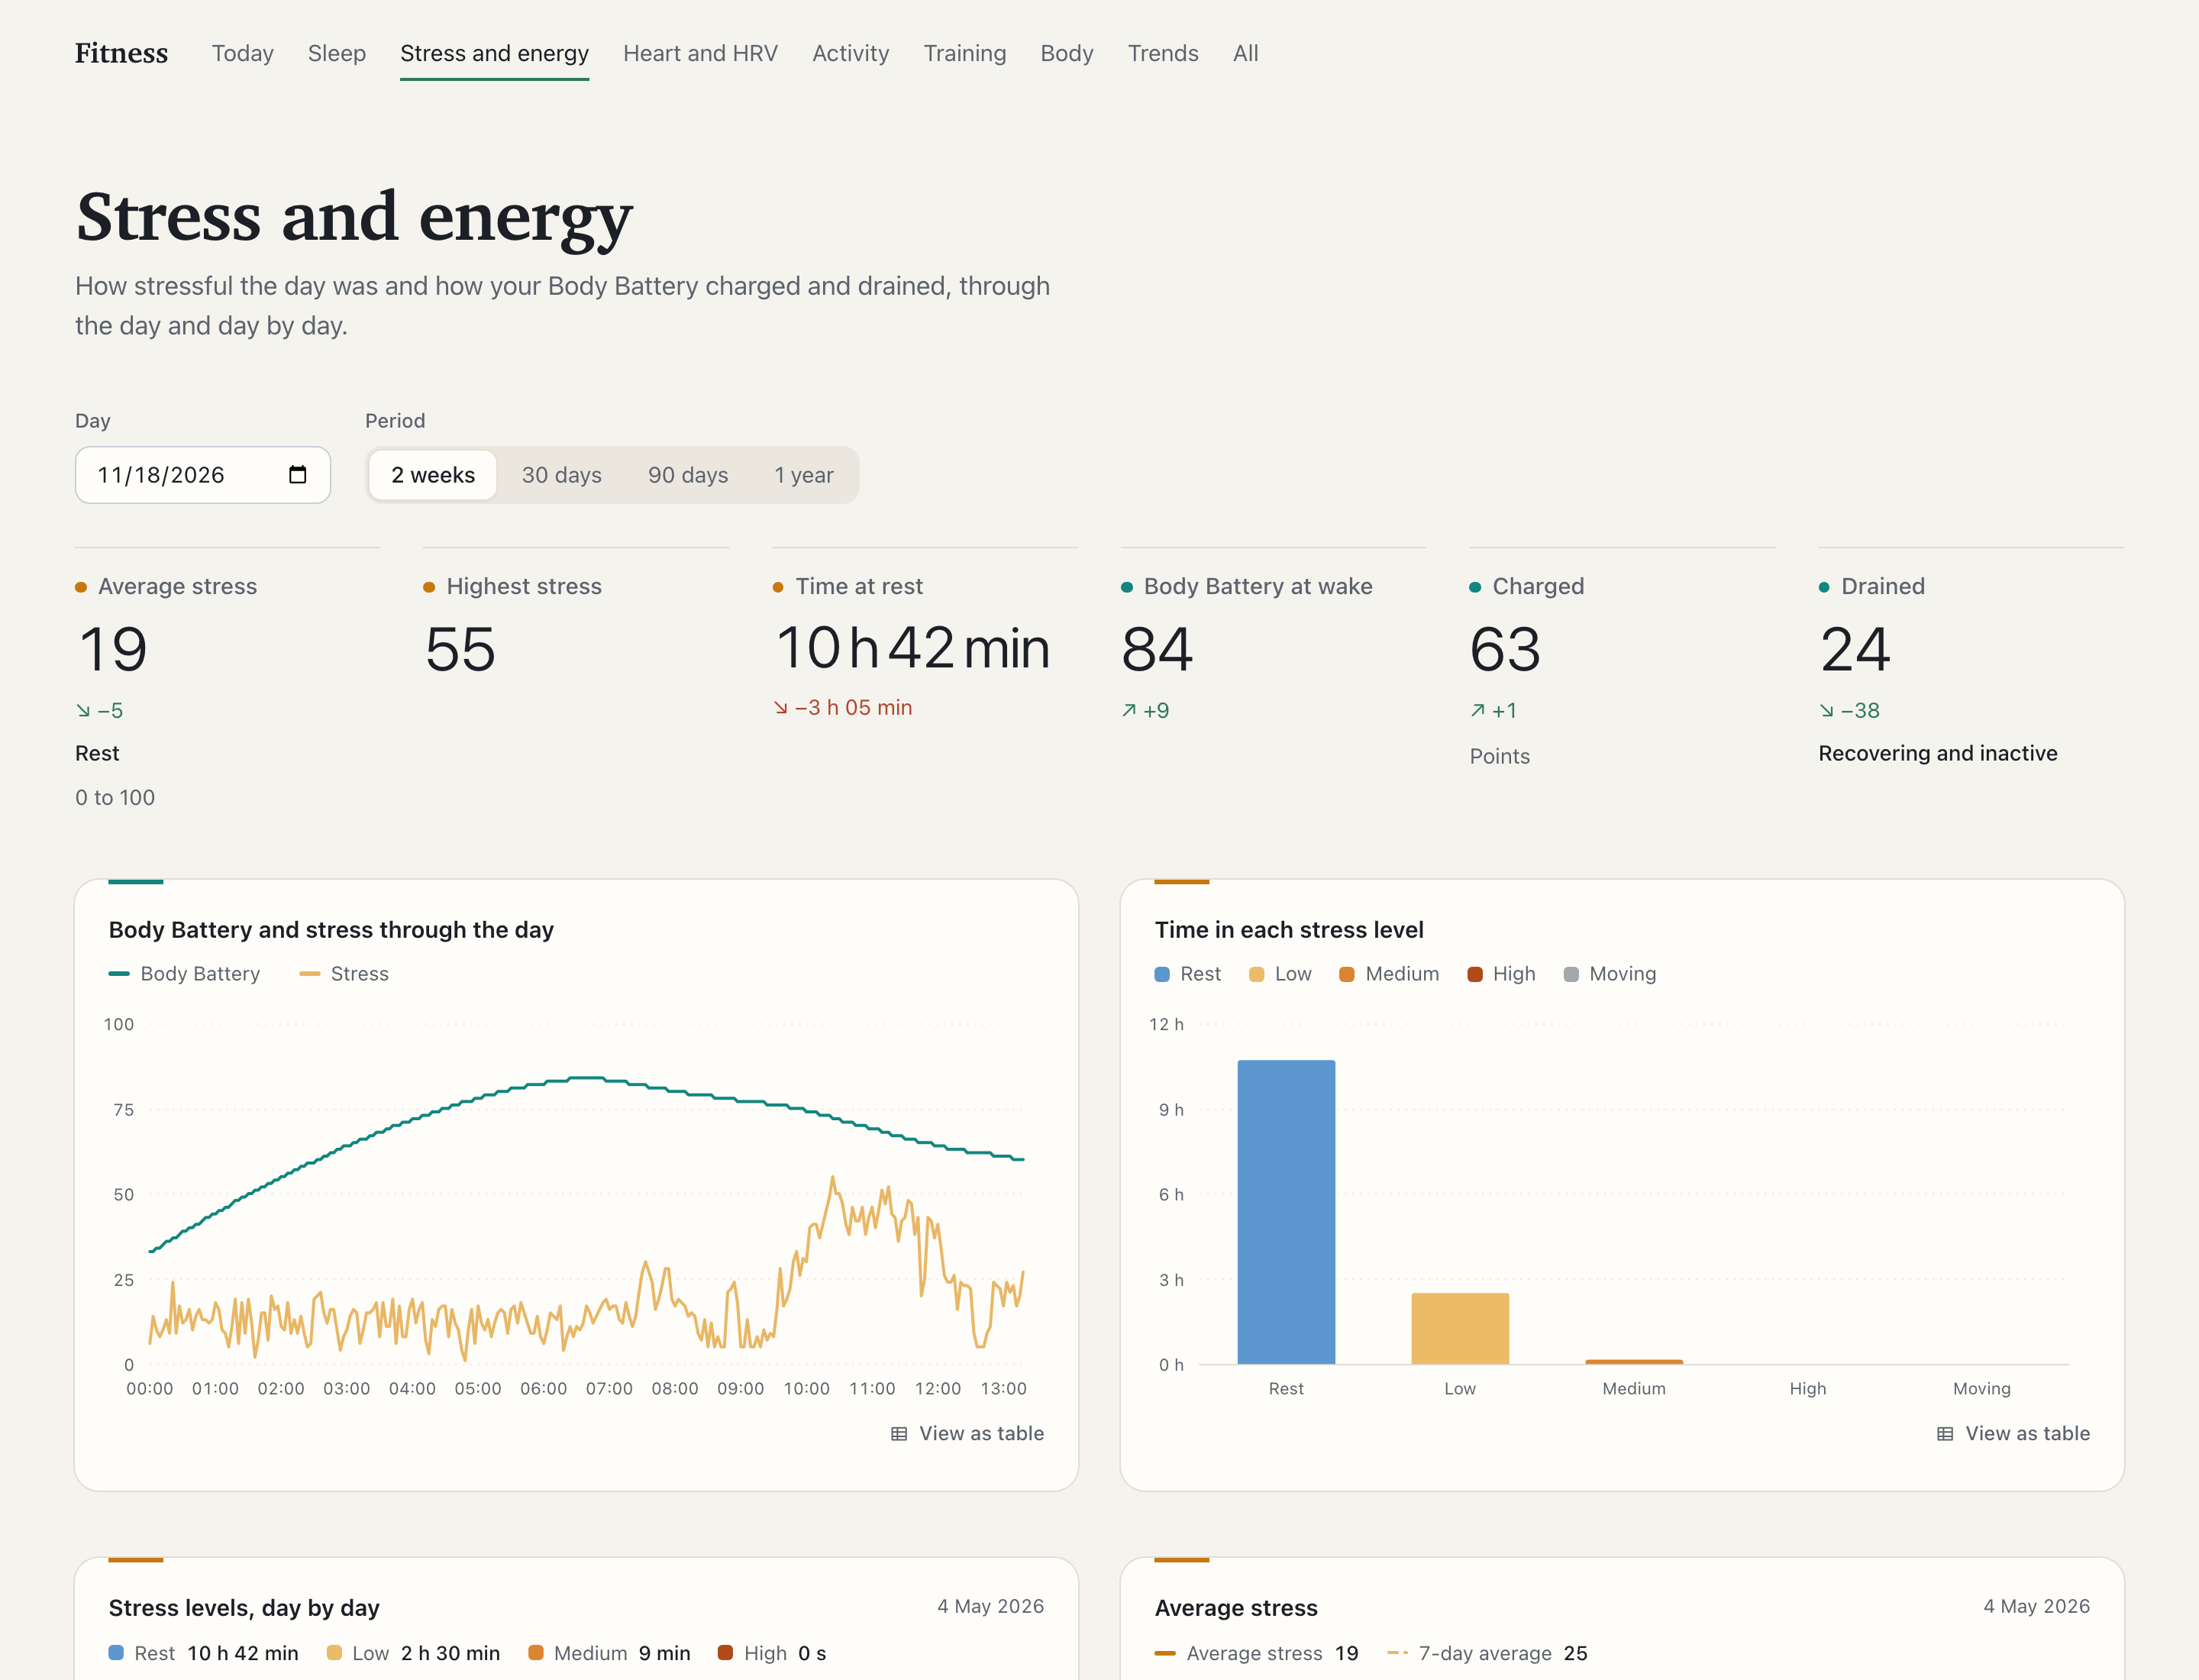 Fitness Today Sleep Stress and energy Heart and HRV Activity Training Body Trends All
Stress and energy
How stressful the day was and how your Body Battery charged and drained, through
the day and day by day.
Day
11/18/2026
Period
2 weeks 30 days 90 days 1 year
Average stress
19
↘ −5
Rest
0 to 100
Highest stress
55
Time at rest
10 h 42 min
↘ −3 h 05 min
Body Battery at wake
84
↗ +9
Charged
63
↗ +1
Points
Drained
24
↘ −38
Recovering and inactive
Body Battery and stress through the day
Body Battery Stress
100
75
50
25
0
00:00 01:00 02:00 03:00 04:00 05:00 06:00 07:00 08:00 09:00 10:00 11:00 12:00 13:00
View as table
Time in each stress level
Rest Low Medium High Moving
12 h
9 h
6 h
3 h
0 h
Rest Low Medium High Moving
View as table
Stress levels, day by day 4 May 2026
Rest 10 h 42 min Low 2 h 30 min Medium 9 min High 0 s
Average stress 4 May 2026
Average stress 19 7-day average 25